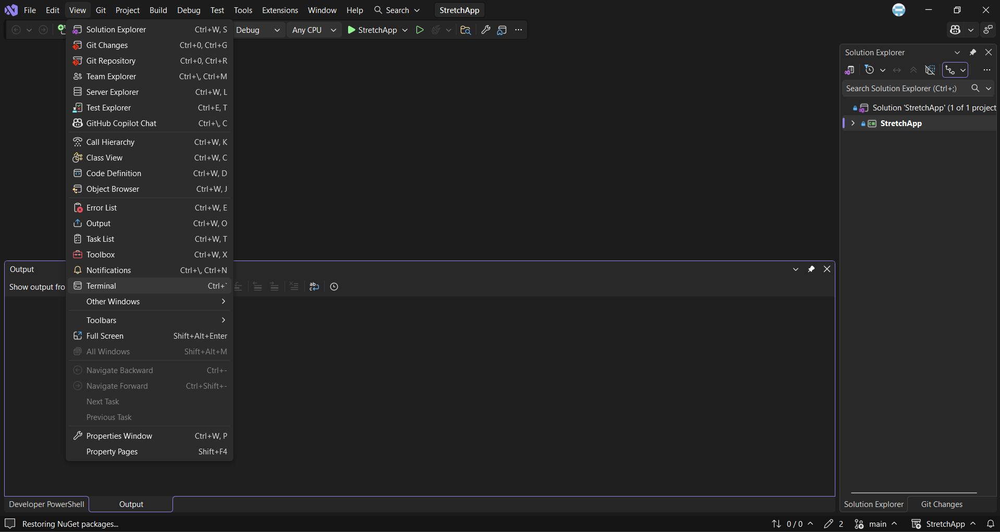 File Edit View Git Project Build Debug Test Tools Extensions Window Help Search StretchApp
Debug Any CPU StretchApp
Solution Explorer Ctrl+W, S
Git Changes Ctrl+0, Ctrl+G
Git Repository Ctrl+0, Ctrl+R
Team Explorer Ctrl+\, Ctrl+M
Server Explorer Ctrl+W, L
Test Explorer Ctrl+E, T
GitHub Copilot Chat Ctrl+\, C
Call Hierarchy Ctrl+W, K
Class View Ctrl+W, C
Code Definition Ctrl+W, D
Object Browser Ctrl+W, J
Error List Ctrl+W, E
Output Ctrl+W, O
Task List Ctrl+W, T
Toolbox Ctrl+W, X
Notifications Ctrl+\, Ctrl+N
Terminal Ctrl+`
Other Windows
Toolbars
Full Screen Shift+Alt+Enter
All Windows Shift+Alt+M
Navigate Backward Ctrl+-
Navigate Forward Ctrl+Shift+-
Next Task
Previous Task
Properties Window Ctrl+W, P
Property Pages Shift+F4
Output
Show output fro
Developer PowerShell Output
Solution Explorer
Search Solution Explorer (Ctrl+;)
Solution 'StretchApp' (1 of 1 project
StretchApp
Solution Explorer Git Changes
Restoring NuGet packages... 0 / 0 2 main StretchApp